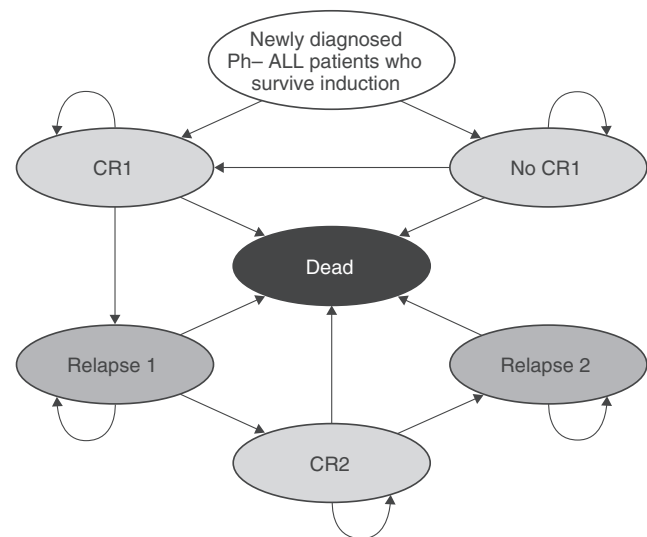 Newly diagnosed
Ph– ALL patients who
survive induction
CR1
No CR1
Dead
Relapse 1
Relapse 2
CR2